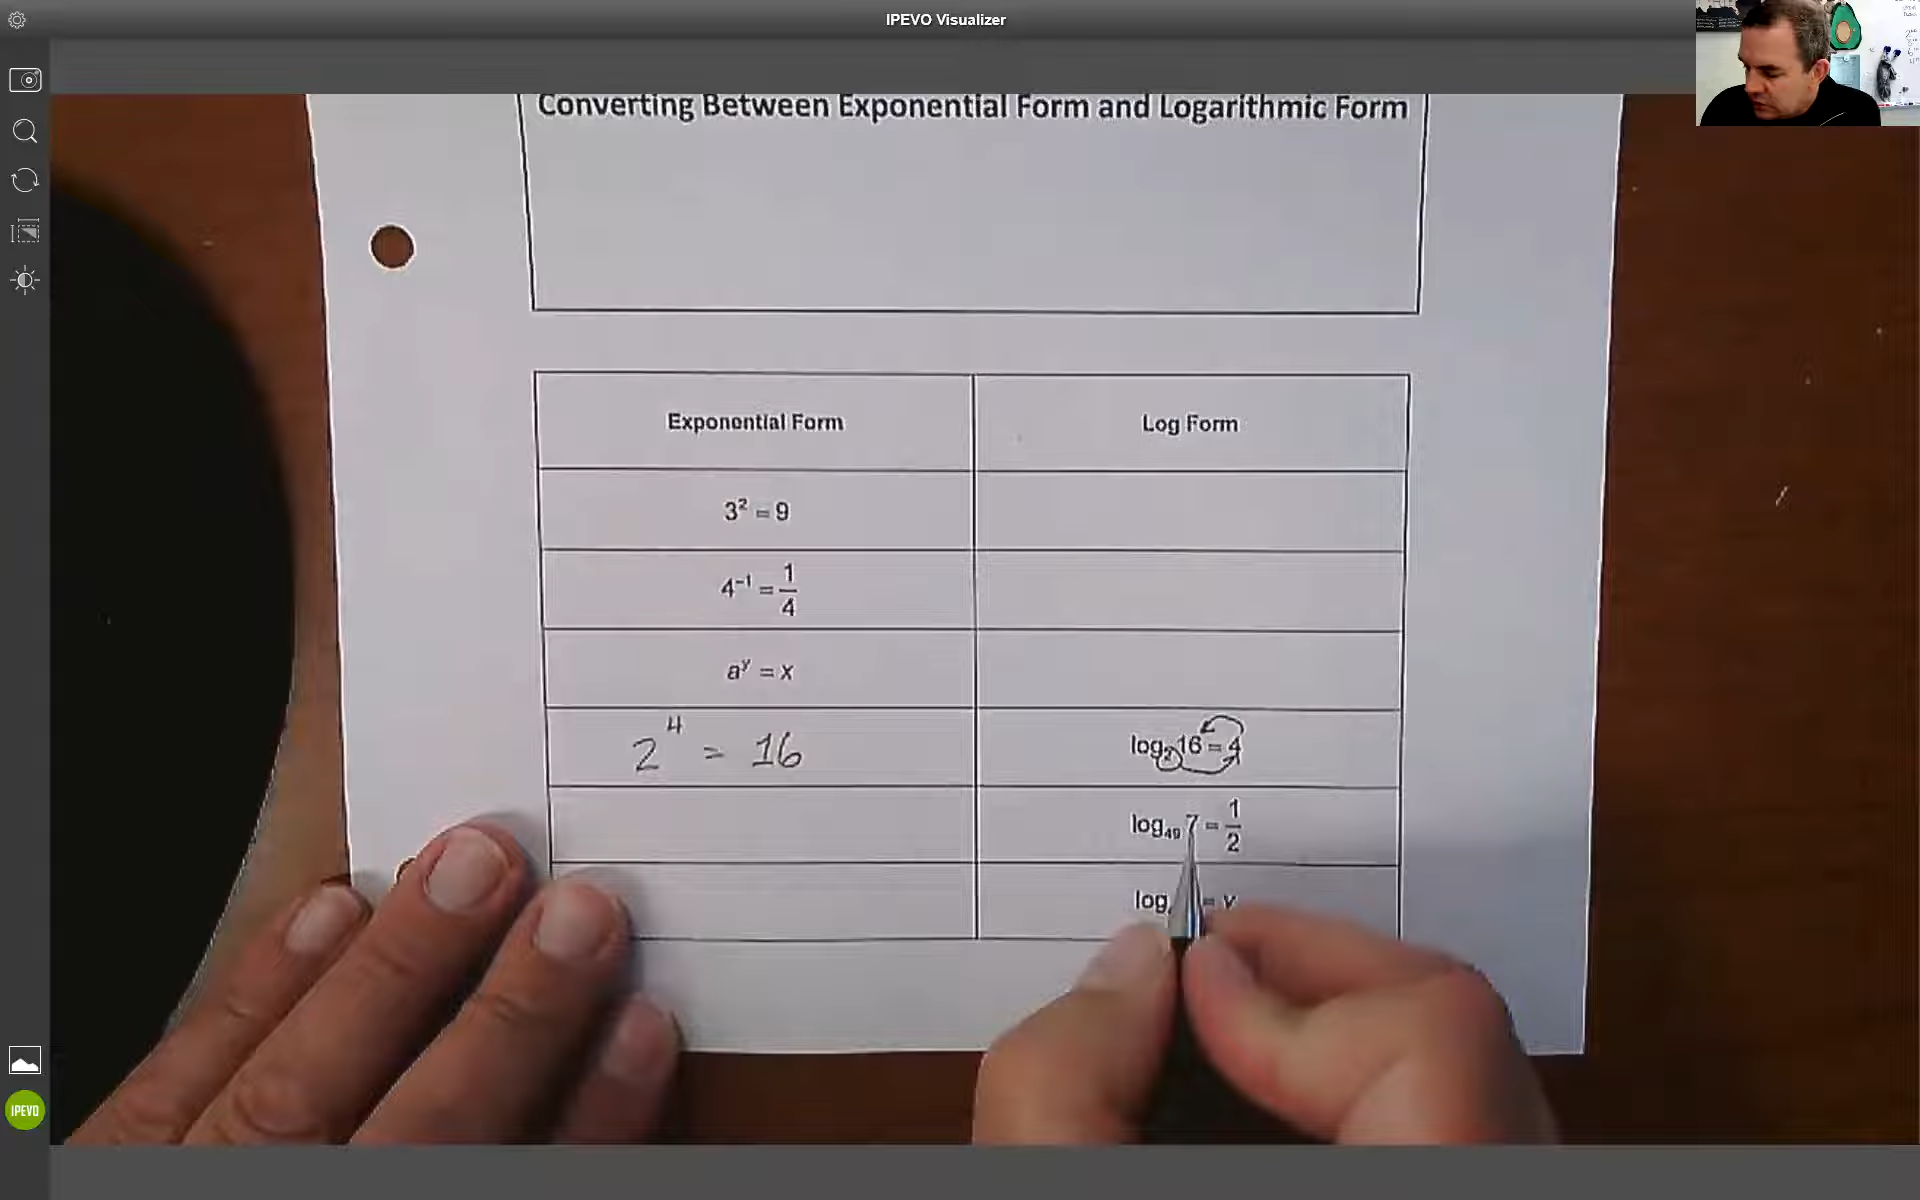 IPEVO Visualizer
Converting Between Exponential Form and Logarithmic Form
Exponential Form Log Form
3² = 9
4⁻¹ = 1/4
aʸ = x
2⁴ = 16 log₂ 16 = 4
log₄₉ 7 = 1/2
log = y
IPEVO